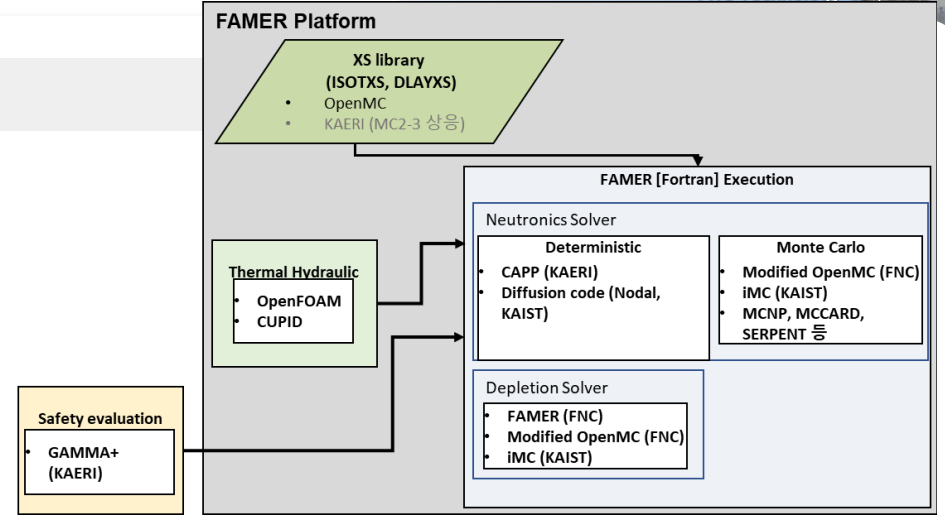 FAMER Platform
XS library
(ISOTXS, DLAYXS)
• OpenMC
• KAERI (MC2-3 상응)
FAMER [Fortran] Execution
Neutronics Solver
Deterministic
• CAPP (KAERI)
• Diffusion code (Nodal,
KAIST)
Monte Carlo
• Modified OpenMC (FNC)
• iMC (KAIST)
• MCNP, MCCARD,
SERPENT 등
Thermal Hydraulic
• OpenFOAM
• CUPID
Depletion Solver
• FAMER (FNC)
• Modified OpenMC (FNC)
• iMC (KAIST)
Safety evaluation
• GAMMA+
(KAERI)